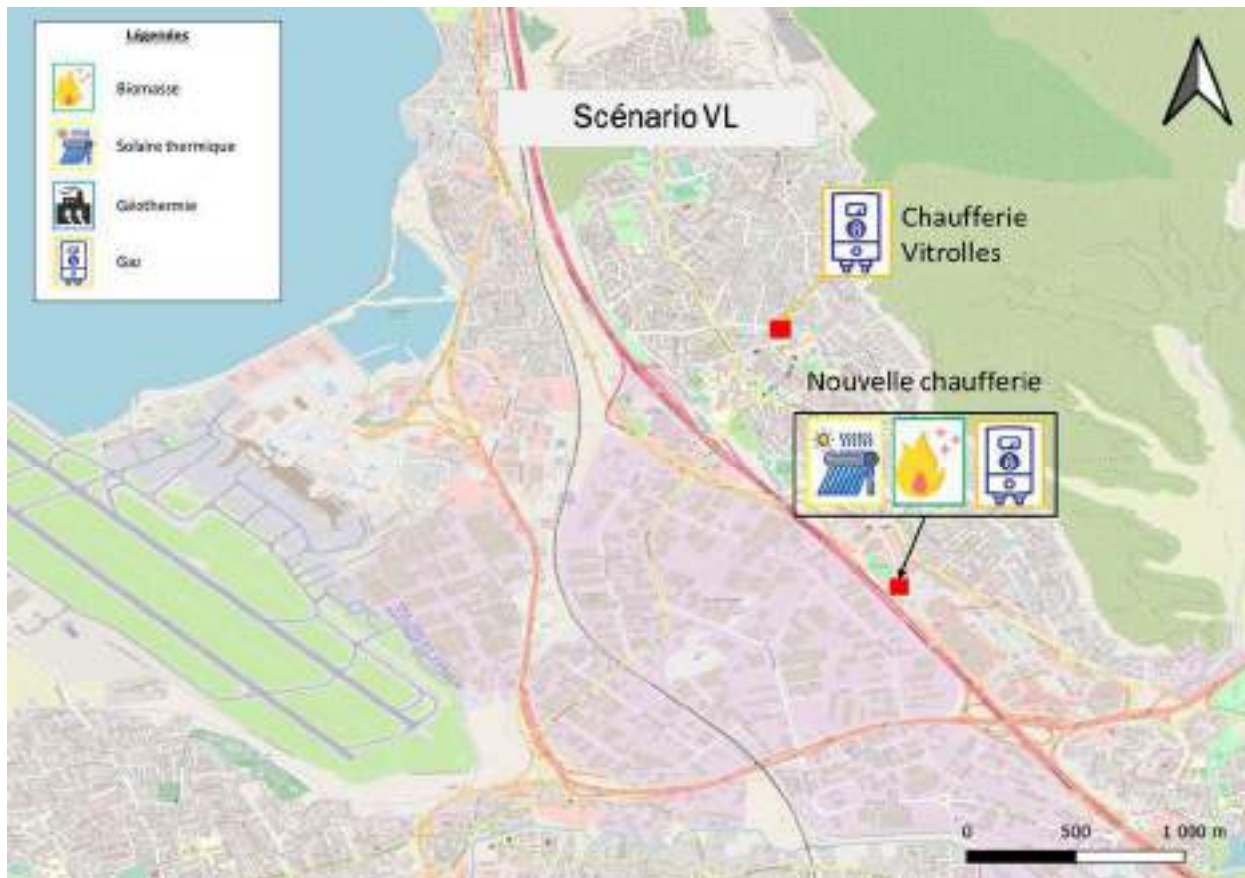 Légendes
Biomasse
Solaire thermique
Géothermie
Gaz
Scénario VL
Chaufferie
Vitrolles
Nouvelle chaufferie
0 500 1 000 m